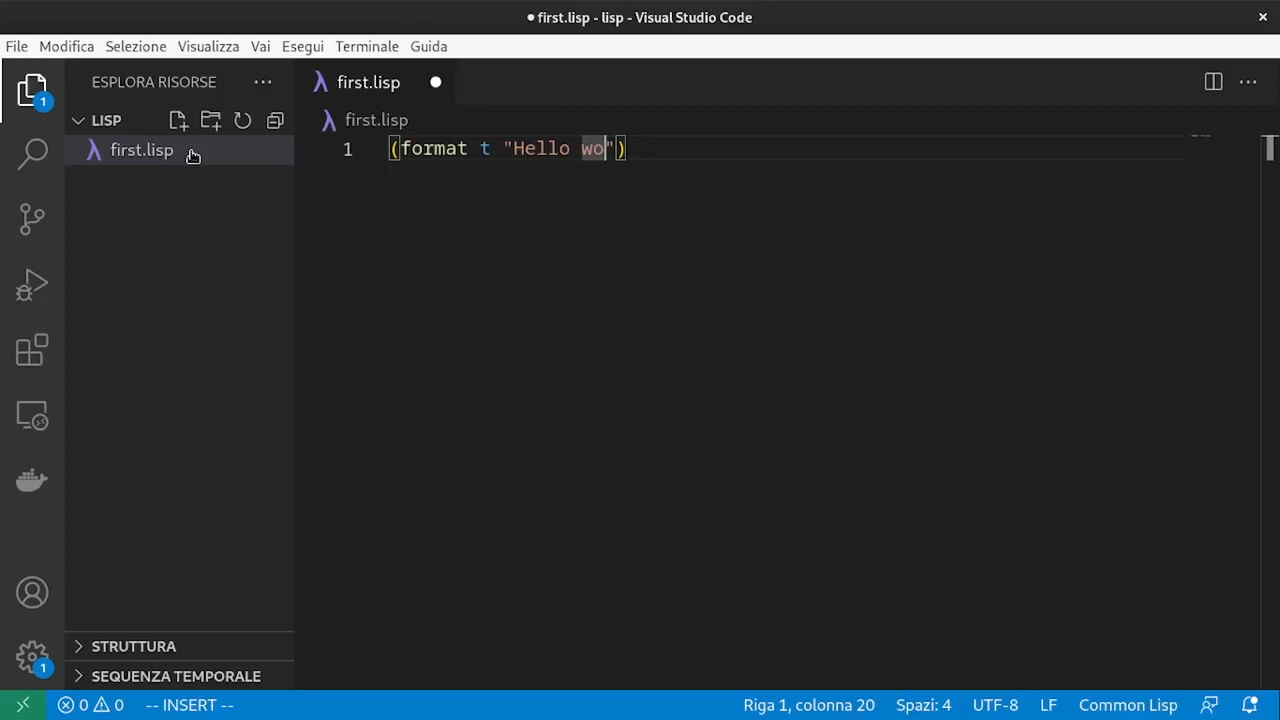 first.lisp - lisp - Visual Studio Code
File Modifica Selezione Visualizza Vai Esegui Terminale Guida
ESPLORA RISORSE
first.lisp
LISP
first.lisp
first.lisp
1 (format t "Hello wo")
1
STRUTTURA
1
SEQUENZA TEMPORALE
0 0 -- INSERT -- Riga 1, colonna 20 Spazi: 4 UTF-8 LF Common Lisp